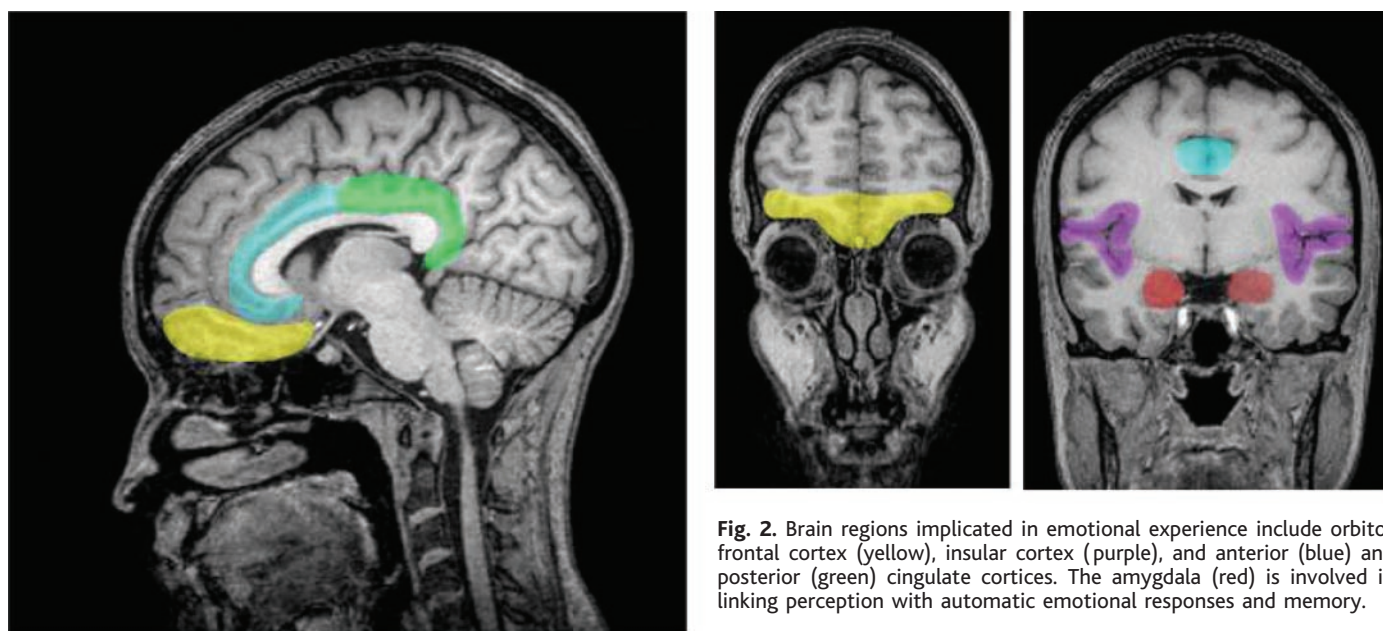 Fig. 2. Brain regions implicated in emotional experience include orbito
frontal cortex (yellow), insular cortex (purple), and anterior (blue) an
posterior (green) cingulate cortices. The amygdala (red) is involved i
linking perception with automatic emotional responses and memory.